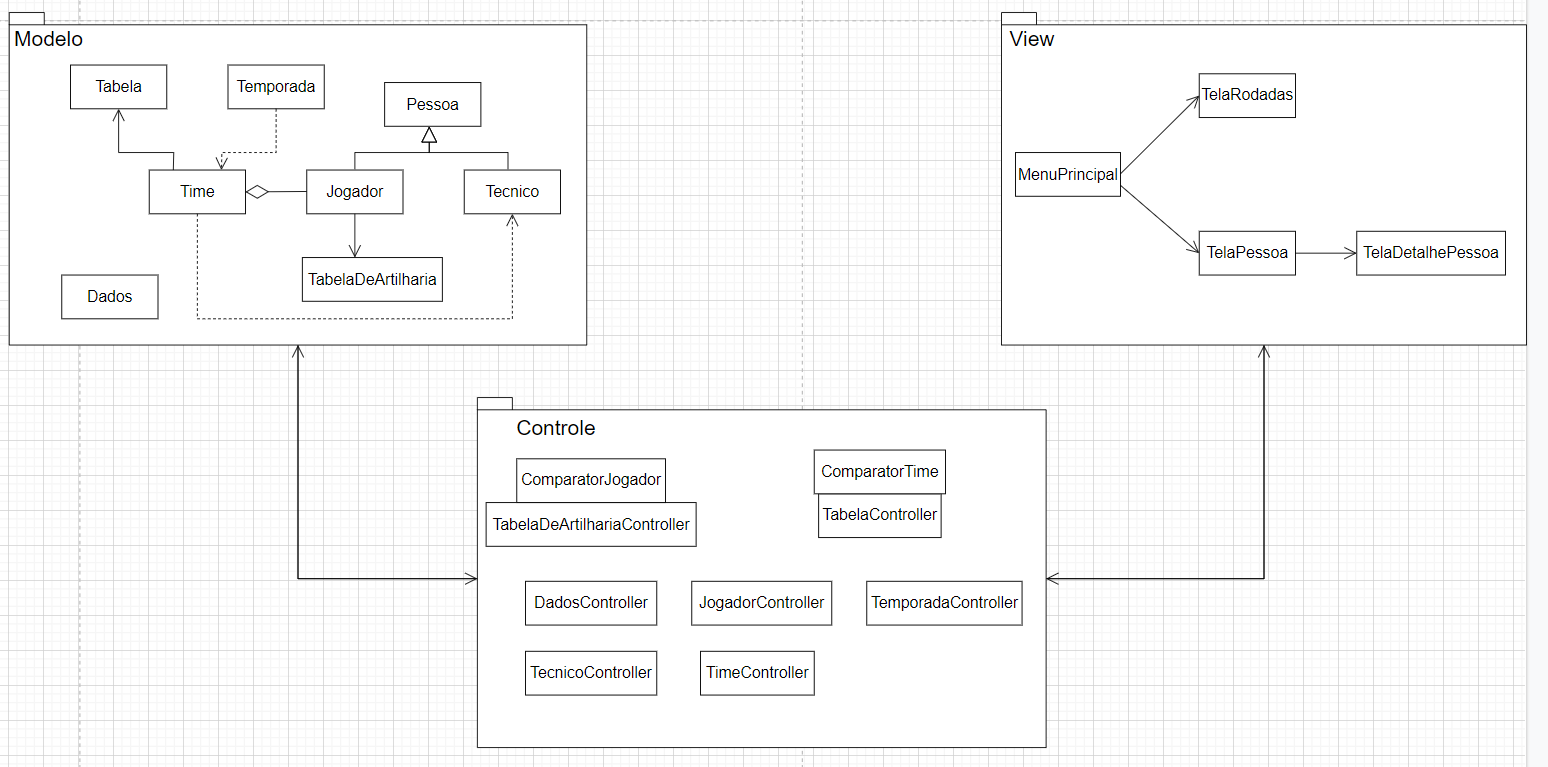 Modelo
Tabela
Temporada
Pessoa
Time
Jogador
Tecnico
TabelaDeArtilharia
Dados
View
TelaRodadas
MenuPrincipal
TelaPessoa
TelaDetalhePessoa
Controle
ComparatorJogador
TabelaDeArtilhariaController
ComparatorTime
TabelaController
DadosController
JogadorController
TemporadaController
TecnicoController
TimeController